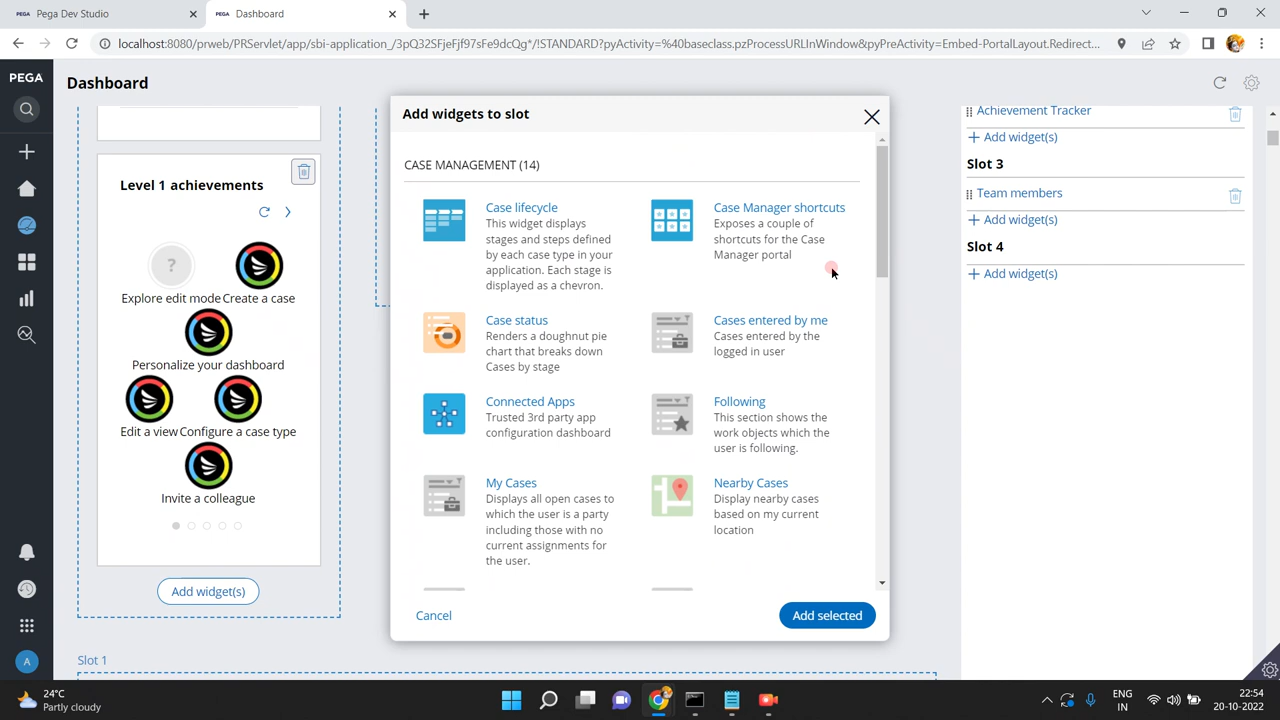 PEGA Pega Dev Studio
PEGA Dashboard
localhost:8080/prweb/PRServlet/app/sbi-application_/3pQ32SFjeFjf97sFe9dcQg*/!STANDARD?pyActivity=%40baseclass.pzProcessURLInWindow&pyPreActivity=Embed-PortalLayout.Redirect...
PEGA
Dashboard
Level 1 achievements
?
Explore edit mode Create a case
Personalize your dashboard
Edit a view Configure a case type
Invite a colleague
Add widget(s)
Slot 1
Add widgets to slot
CASE MANAGEMENT (14)
Case lifecycle
This widget displays
stages and steps defined
by each case type in your
application. Each stage is
displayed as a chevron.
Case Manager shortcuts
Exposes a couple of
shortcuts for the Case
Manager portal
Case status
Renders a doughnut pie
chart that breaks down
Cases by stage
Cases entered by me
Cases entered by the
logged in user
Connected Apps
Trusted 3rd party app
configuration dashboard
Following
This section shows the
work objects which the
user is following.
My Cases
Displays all open cases to
which the user is a party
including those with no
current assignments for
the user.
Nearby Cases
Display nearby cases
based on my current
location
Cancel
Add selected
Achievement Tracker
+ Add widget(s)
Slot 3
Team members
+ Add widget(s)
Slot 4
+ Add widget(s)
A
24°C
Partly cloudy
ENG
IN
22:54
20-10-2022